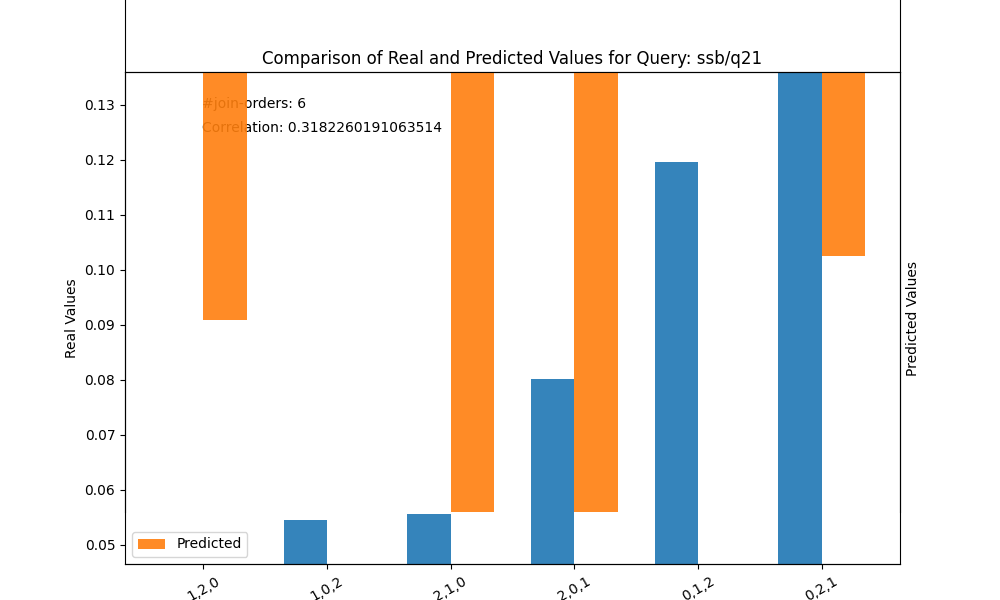 Comparison of Real and Predicted Values for Query: ssb/q21
#join-orders: 6
Correlation: 0.3182260191063514
0.13
0.12
0.11
0.10
0.09
0.08
0.07
0.06
0.05
Real Values
Predicted Values
Predicted
1,2,0
1,0,2
2,1,0
2,0,1
0,1,2
0,2,1